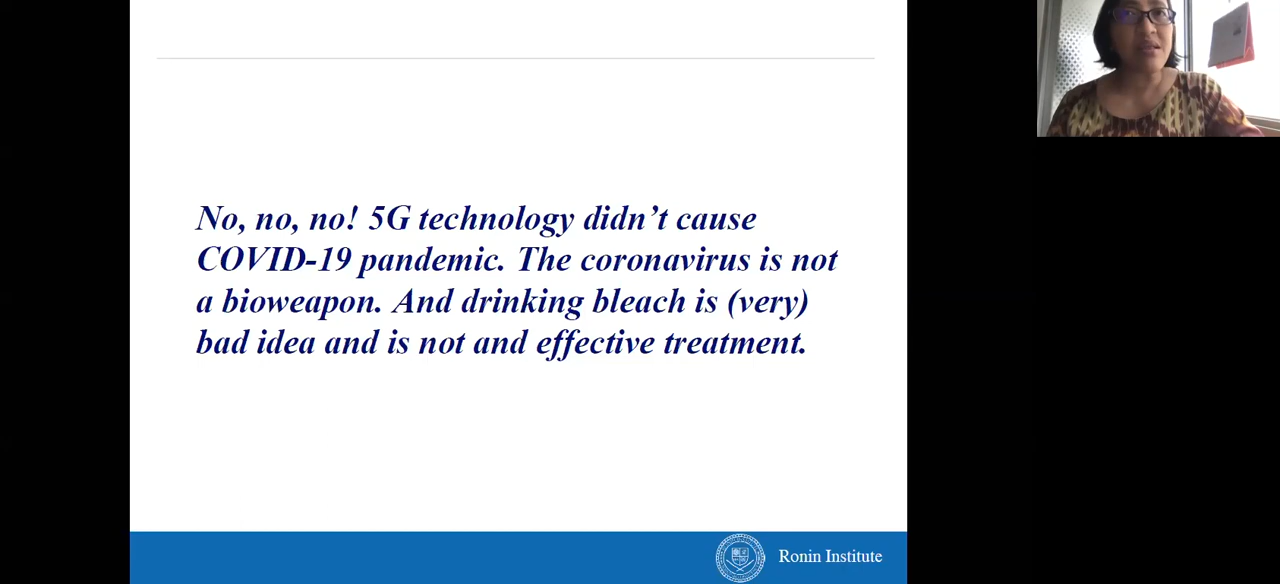 No, no, no! 5G technology didn’t cause
COVID-19 pandemic. The coronavirus is not
a bioweapon. And drinking bleach is (very)
bad idea and is not and effective treatment.
Ronin Institute